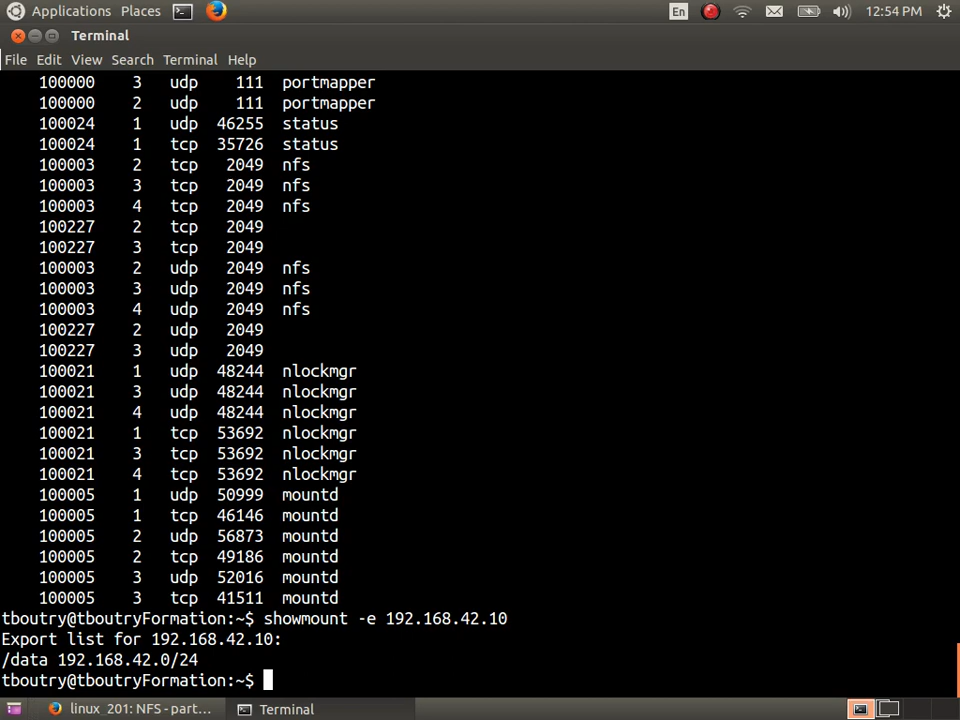 Applications Places En 12:54 PM
Terminal
File Edit View Search Terminal Help
100000 3 udp 111 portmapper
100000 2 udp 111 portmapper
100024 1 udp 46255 status
100024 1 tcp 35726 status
100003 2 tcp 2049 nfs
100003 3 tcp 2049 nfs
100003 4 tcp 2049 nfs
100227 2 tcp 2049
100227 3 tcp 2049
100003 2 udp 2049 nfs
100003 3 udp 2049 nfs
100003 4 udp 2049 nfs
100227 2 udp 2049
100227 3 udp 2049
100021 1 udp 48244 nlockmgr
100021 3 udp 48244 nlockmgr
100021 4 udp 48244 nlockmgr
100021 1 tcp 53692 nlockmgr
100021 3 tcp 53692 nlockmgr
100021 4 tcp 53692 nlockmgr
100005 1 udp 50999 mountd
100005 1 tcp 46146 mountd
100005 2 udp 56873 mountd
100005 2 tcp 49186 mountd
100005 3 udp 52016 mountd
100005 3 tcp 41511 mountd
tboutry@tboutryFormation:~$ showmount -e 192.168.42.10
Export list for 192.168.42.10:
/data 192.168.42.0/24
tboutry@tboutryFormation:~$
linux_201: NFS - part... Terminal